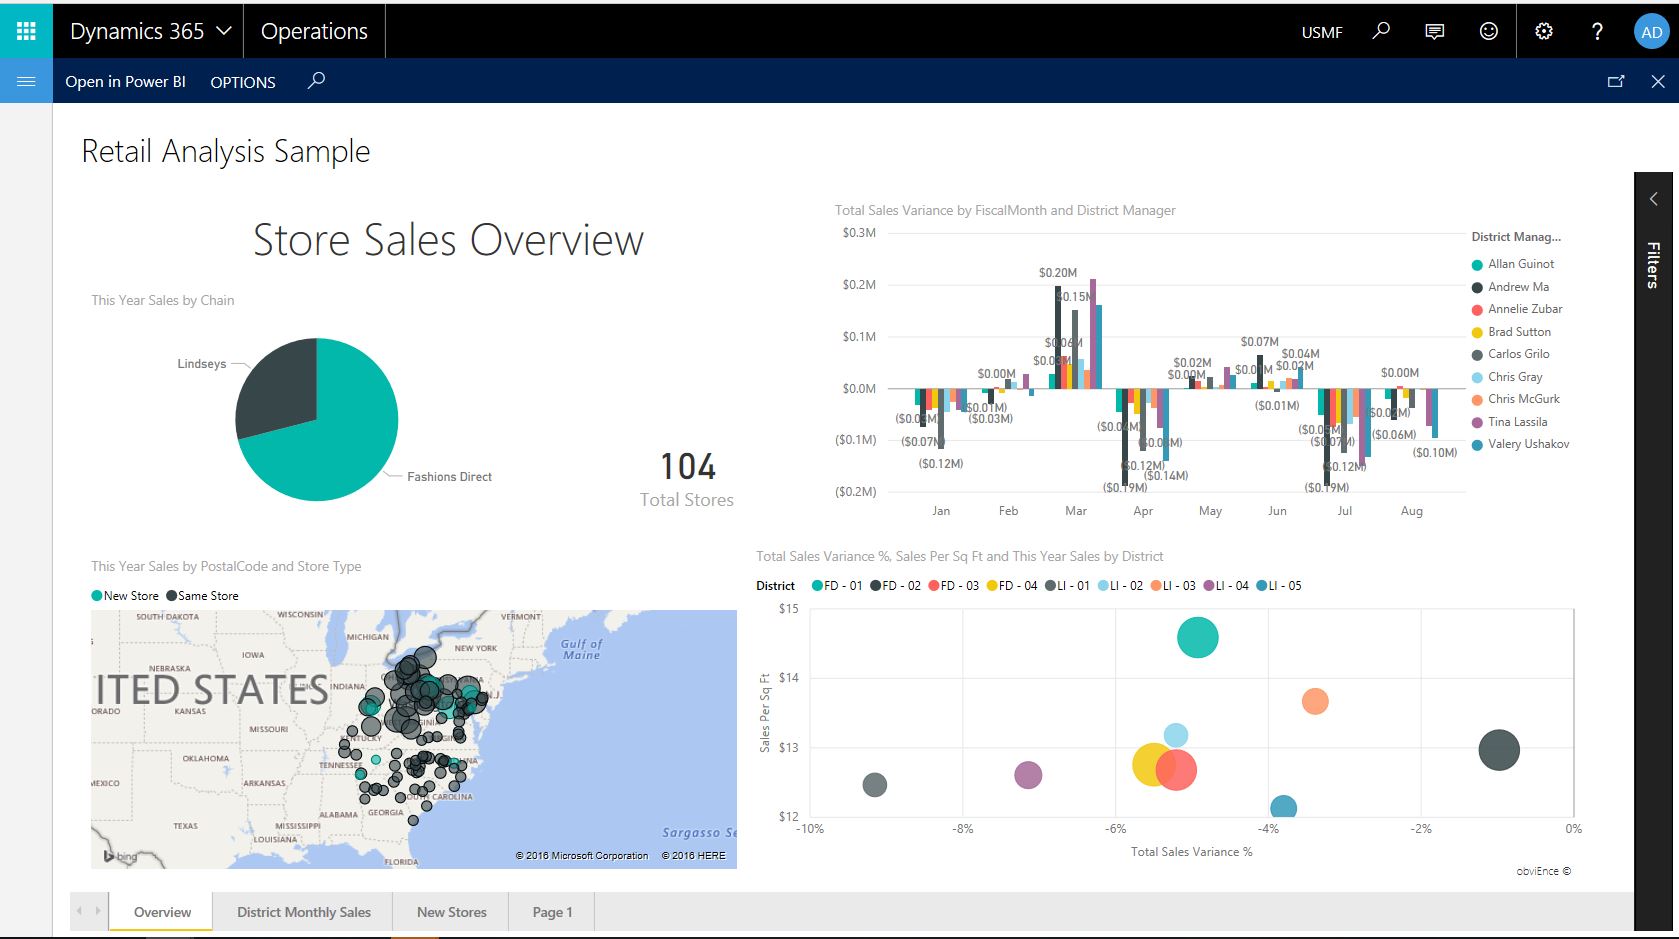 Dynamics 365
Operations
USMF
?
AD
Open in Power BI
OPTIONS
Retail Analysis Sample
Store Sales Overview
This Year Sales by Chain
Lindseys
Fashions Direct
104
Total Stores
Total Sales Variance by FiscalMonth and District Manager
$0.3M
$0.2M
$0.1M
$0.0M
($0.1M)
($0.2M)
$0.20M
$0.15M
$0.06M
$0.03M
$0.00M
$0.02M
$0.00M
$0.07M
$0.04M
$0.02M
$0.00M
$0.01M)
($0.03M)
($0.07M)
($0.12M)
($0.12M)
($0.14M)
($0.19M)
($0.01M)
($0.07M)
($0.12M)
($0.19M)
($0.02M)
($0.06M)
($0.10M)
Jan Feb Mar Apr May Jun Jul Aug
District Manag...
Allan Guinot
Andrew Ma
Annelie Zubar
Brad Sutton
Carlos Grilo
Chris Gray
Chris McGurk
Tina Lassila
Valery Ushakov
Filters
This Year Sales by PostalCode and Store Type
New Store Same Store
SOUTH DAKOTA
WISCONSIN
VERMONT
MICHIGAN
NEW YORK
Gulf of
Maine
IOWA
NEBRASKA
INDIANA
ITED STATES
N.J.
ORADO
KANSAS
MISSOURI
KENTUCKY
OKLAHOMA
TENNESSEE
MEXICO
ARKANSAS
SOUTH CAROLINA
ALABAMA
GEORGIA
TEXAS
MISSISSIPPI
LOUISIANA
Sargasso Se
FLORIDA
bing
© 2016 Microsoft Corporation © 2016 HERE
Total Sales Variance %, Sales Per Sq Ft and This Year Sales by District
District FD - 01 FD - 02 FD - 03 FD - 04 LI - 01 LI - 02 LI - 03 LI - 04 LI - 05
Sales Per Sq Ft
$15
$14
$13
$12
-10% -8% -6% -4% -2% 0%
Total Sales Variance %
obviEnce ©
Overview
District Monthly Sales
New Stores
Page 1